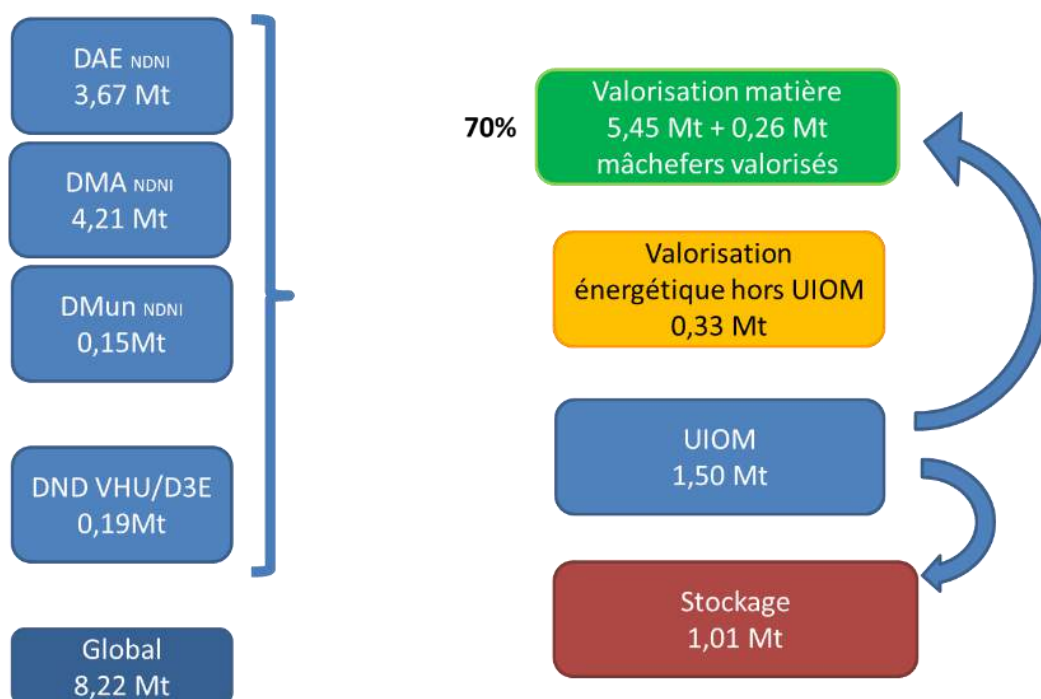 DAE NDNI
3,67 Mt
DMA NDNI
4,21 Mt
DMun NDNI
0,15Mt
DND VHU/D3E
0,19Mt
Global
8,22 Mt
70%
Valorisation matière
5,45 Mt + 0,26 Mt
mâchefers valorisés
Valorisation
énergétique hors UIOM
0,33 Mt
UIOM
1,50 Mt
Stockage
1,01 Mt